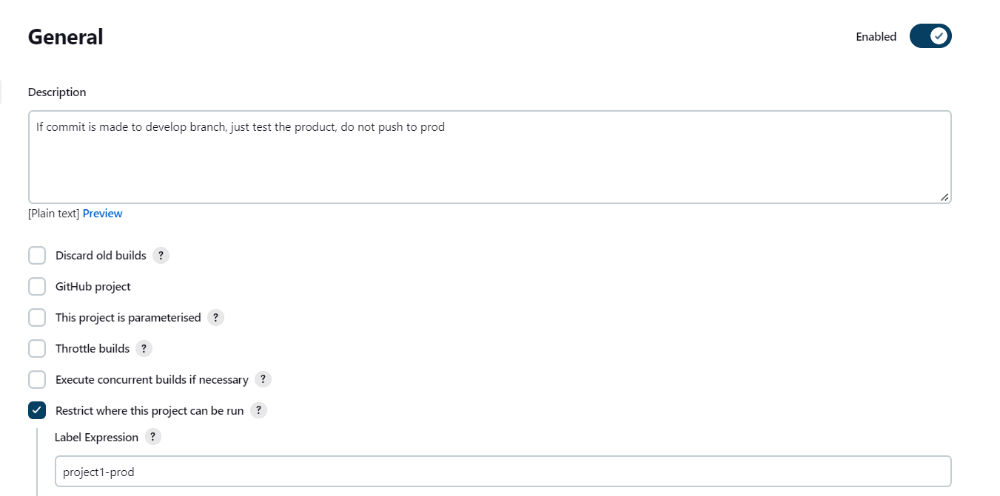 General
Enabled
Description
If commit is made to develop branch, just test the product, do not push to prod
[Plain text] Preview
Discard old builds ?
GitHub project
This project is parameterised ?
Throttle builds ?
Execute concurrent builds if necessary ?
Restrict where this project can be run ?
Label Expression ?
project1-prod